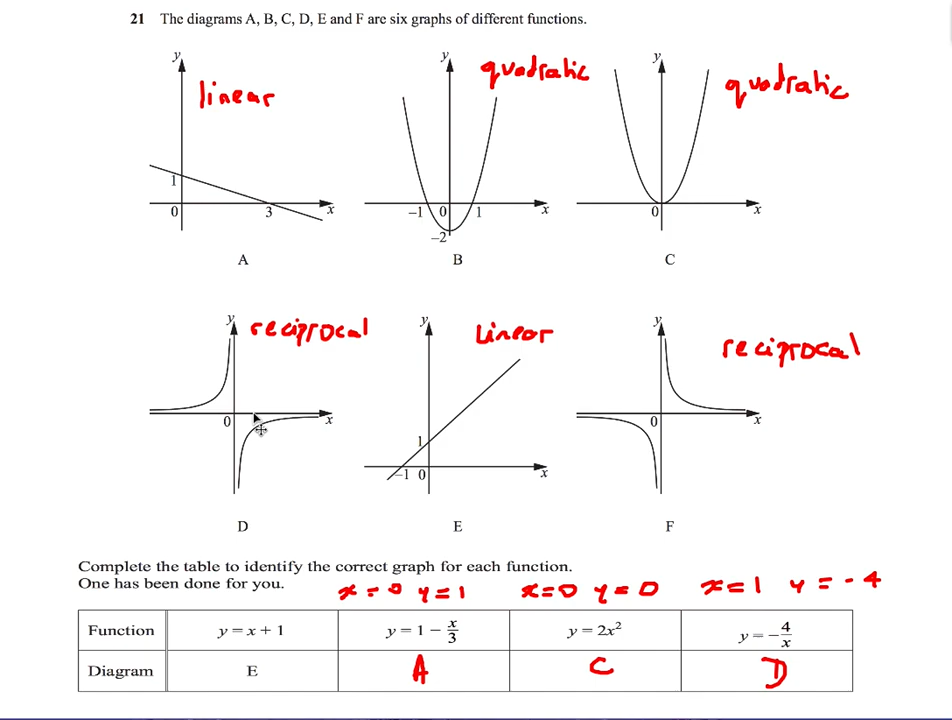 21 The diagrams A, B, C, D, E and F are six graphs of different functions.
y y y
linear quadratic quadratic
1 0 3 x
-1 0 1 x
-2
0 x
A B C
y y y
reciprocal Linear reciprocal
0 x
1
-1 0 x
0 x
D E F
Complete the table to identify the correct graph for each function.
One has been done for you.
x=0 y=1 x=0 y=0 x=1 y=-4
Function y = x + 1 y = 1 − x/3 y = 2x² y = − 4/x
Diagram E A C D